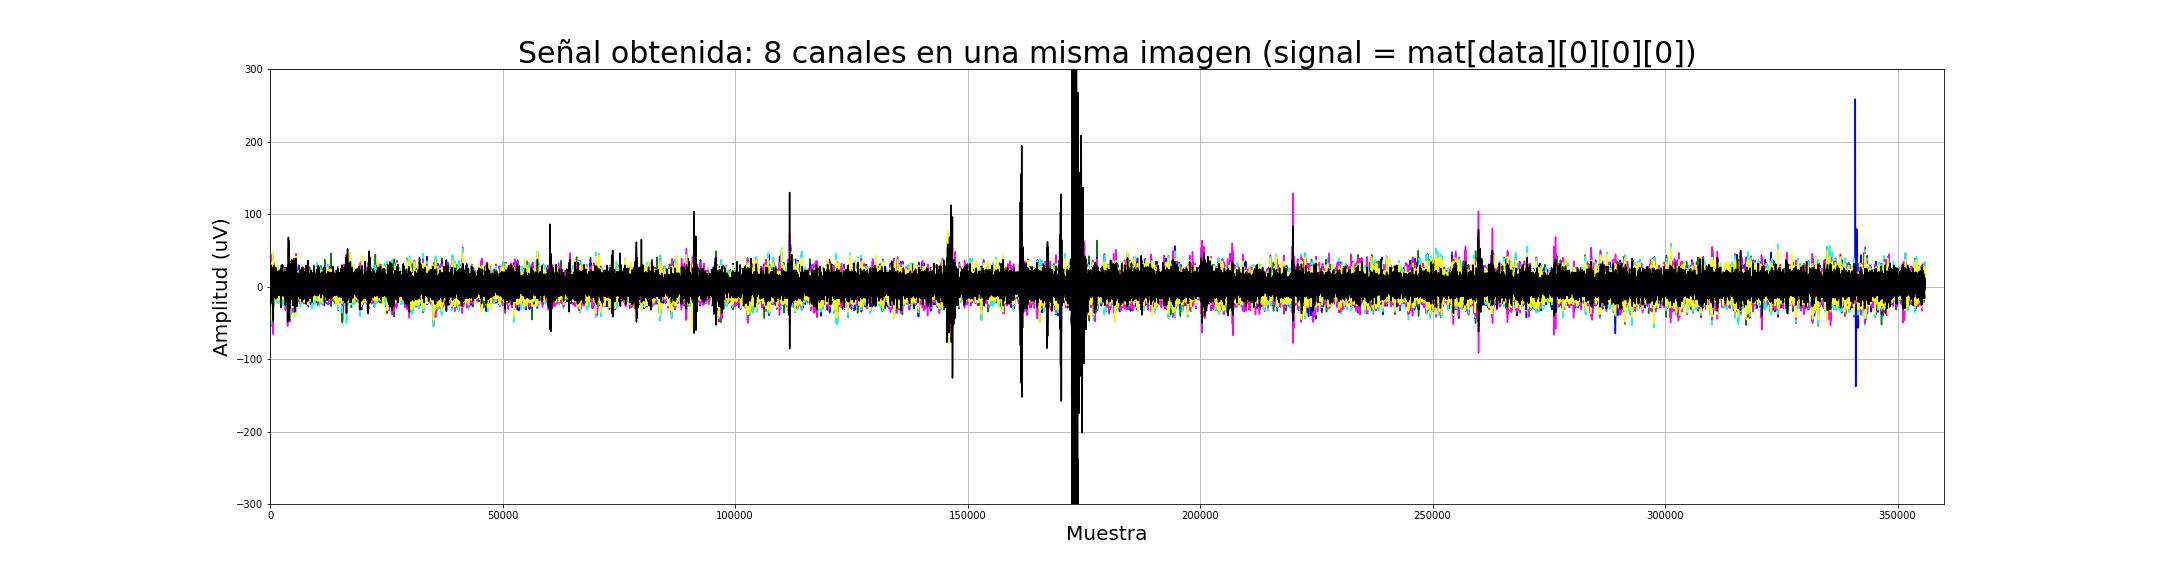 Señal obtenida: 8 canales en una misma imagen (signal = mat[data][0][0][0])
300
200
100
0
−100
−200
−300
Amplitud (uV)
0 50000 100000 150000 200000 250000 300000 350000
Muestra